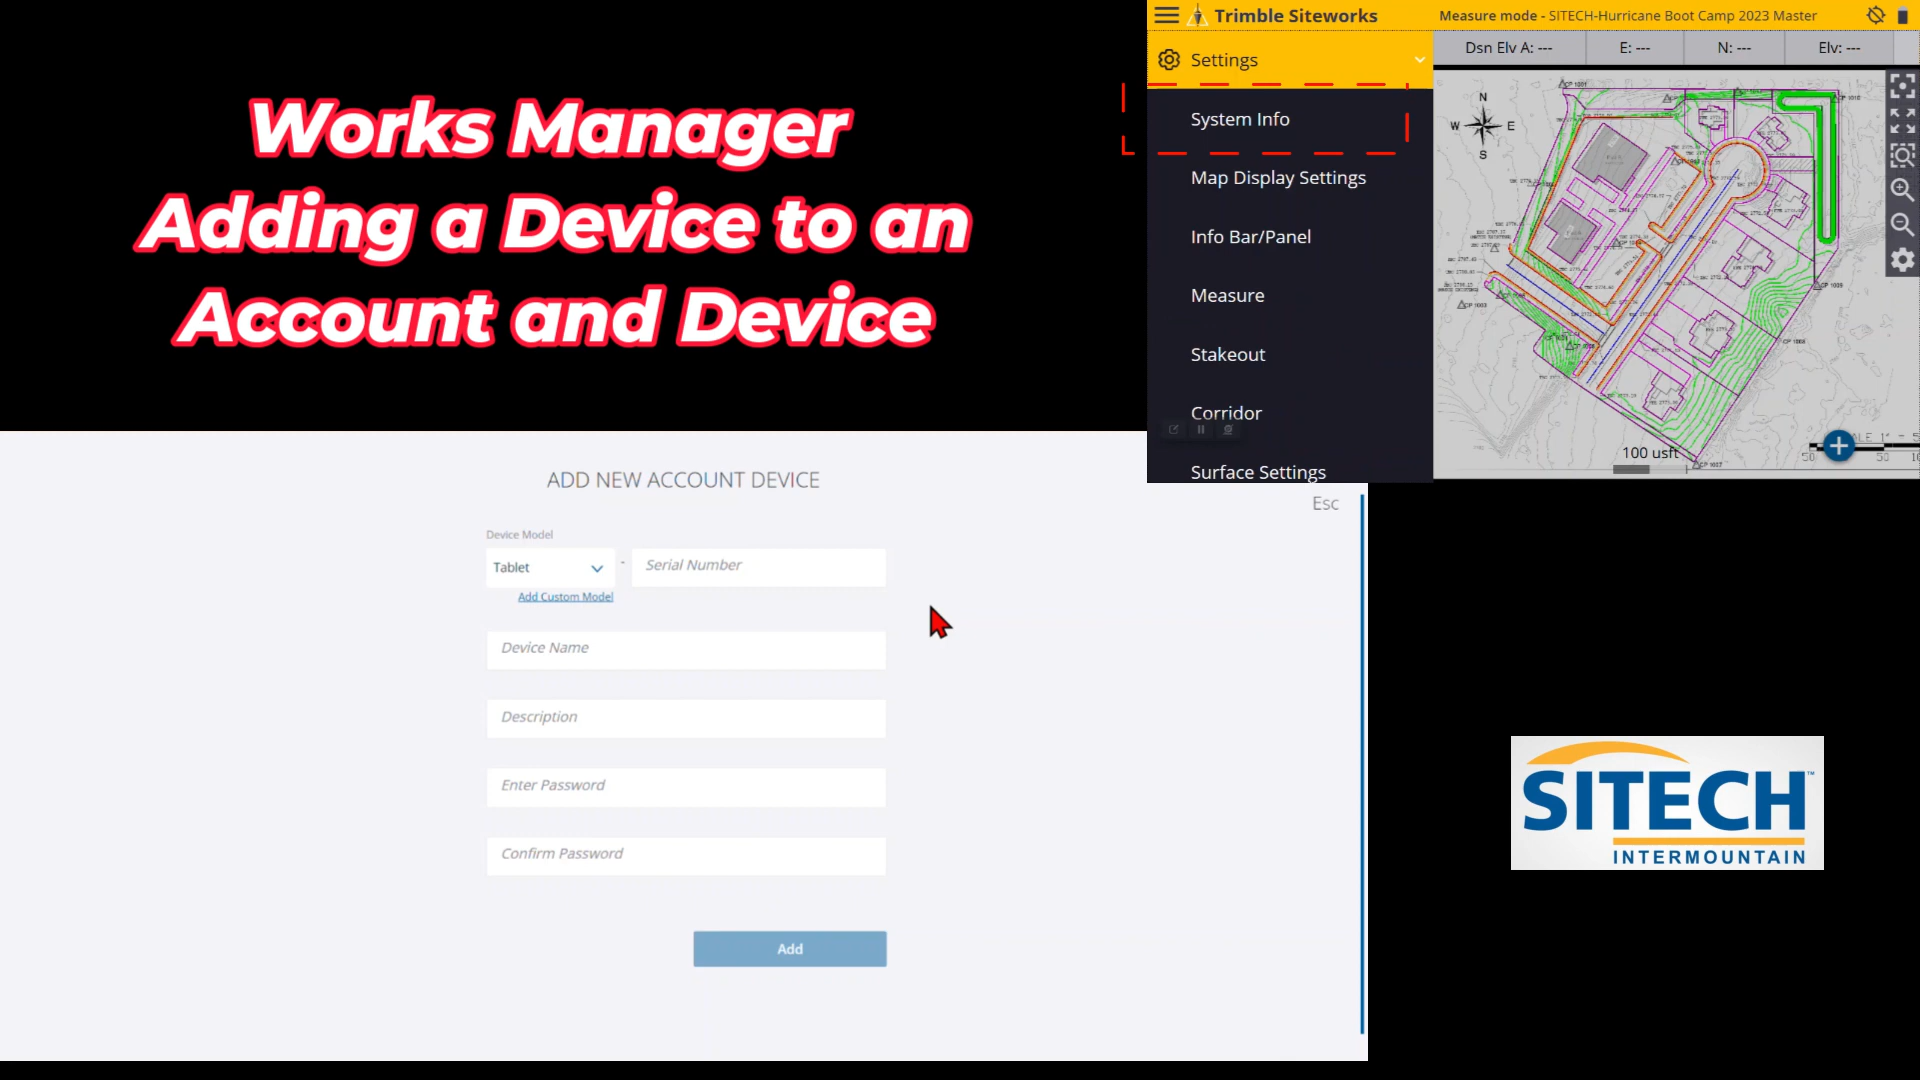 Works Manager
Adding a Device to an
Account and Device
Trimble Siteworks
Measure mode - SITECH-Hurricane Boot Camp 2023 Master
Settings
Dsn Elv A: ---
E: ---
N: ---
Elv: ---
System Info
Map Display Settings
Info Bar/Panel
Measure
Stakeout
Corridor
Surface Settings
N
W
E
S
100 usft
ADD NEW ACCOUNT DEVICE
Esc
Device Model
Tablet
- Serial Number
Add Custom Model
Device Name
Description
Enter Password
Confirm Password
Add
SITECH™
INTERMOUNTAIN